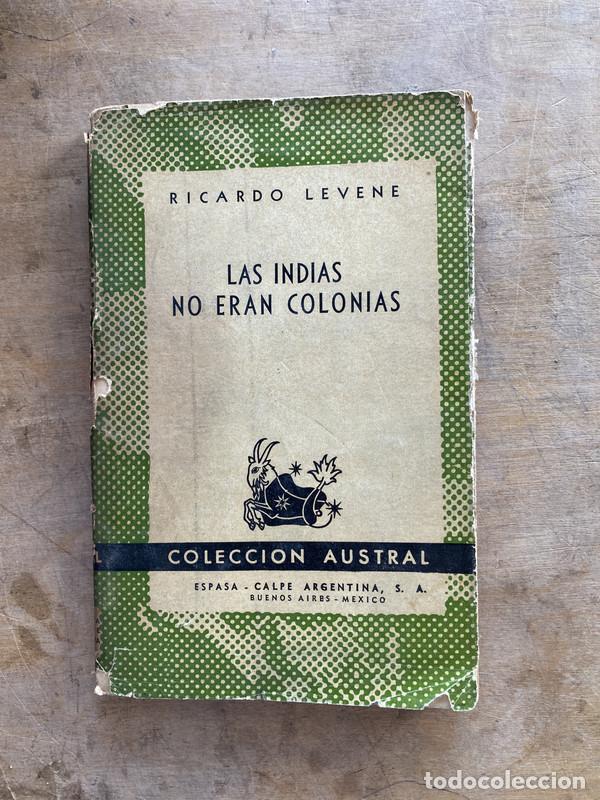 RICARDO LEVENE
LAS INDIAS
NO ERAN COLONIAS
L
COLECCION AUSTRAL
ESPASA - CALPE ARGENTINA, S. A.
BUENOS AIRES - MEXICO
todocoleccion